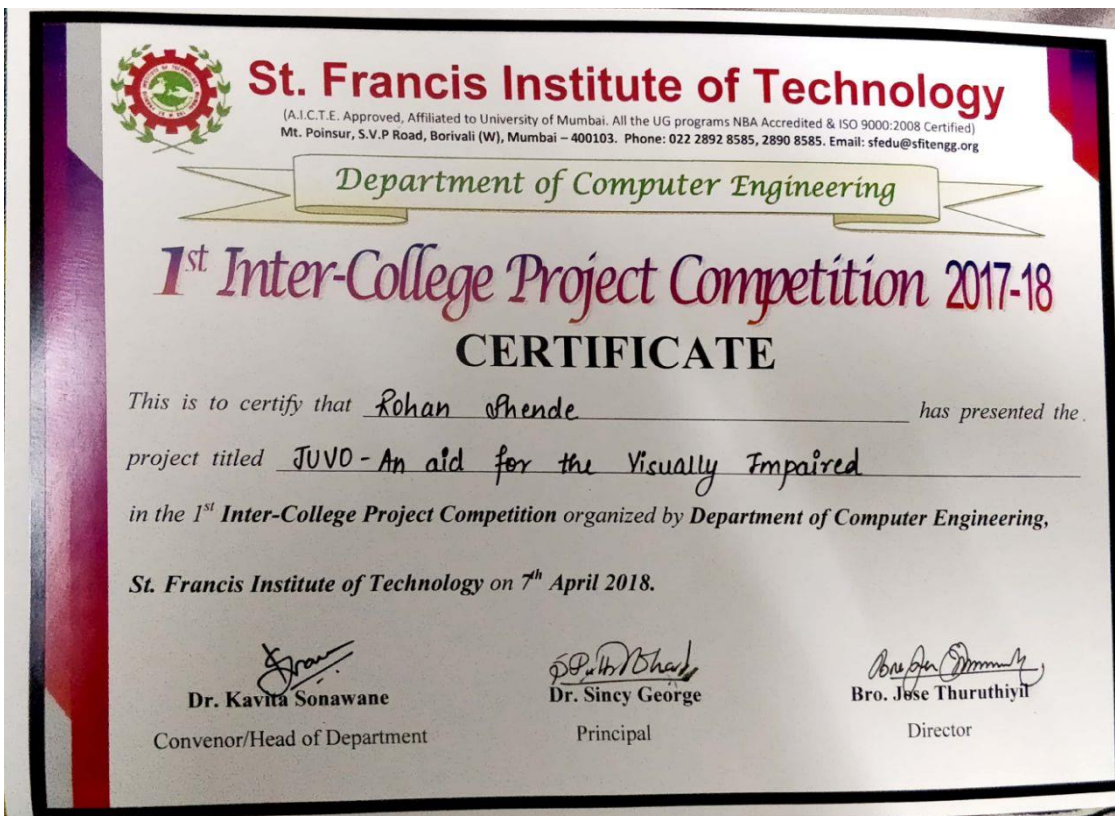 St. Francis Institute of Technology
(A.I.C.T.E. Approved, Affiliated to University of Mumbai. All the UG programs NBA Accredited & ISO 9000:2008 Certified)
Mt. Poinsur, S.V.P Road, Borivali (W), Mumbai – 400103. Phone: 022 2892 8585, 2890 8585. Email: sfedu@sfitengg.org
Department of Computer Engineering
1st Inter-College Project Competition 2017-18
CERTIFICATE
This is to certify that Rohan Shende has presented the
project titled JUVO - An aid for the Visually Impaired
in the 1st Inter-College Project Competition organized by Department of Computer Engineering,
St. Francis Institute of Technology on 7th April 2018.
Dr. Kavita Sonawane Dr. Sincy George Bro. Jose Thuruthiyil
Convenor/Head of Department Principal Director